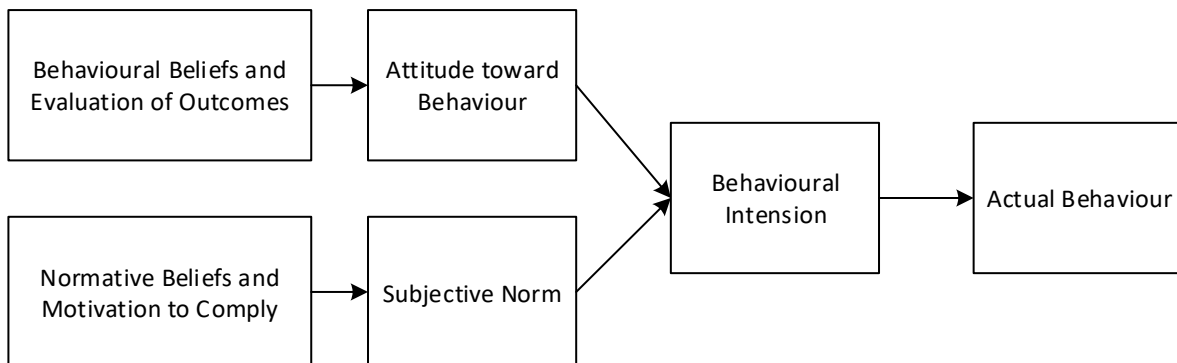 Behavioural Beliefs and
Evaluation of Outcomes
Attitude toward
Behaviour
Behavioural
Intension
Actual Behaviour
Normative Beliefs and
Motivation to Comply
Subjective Norm